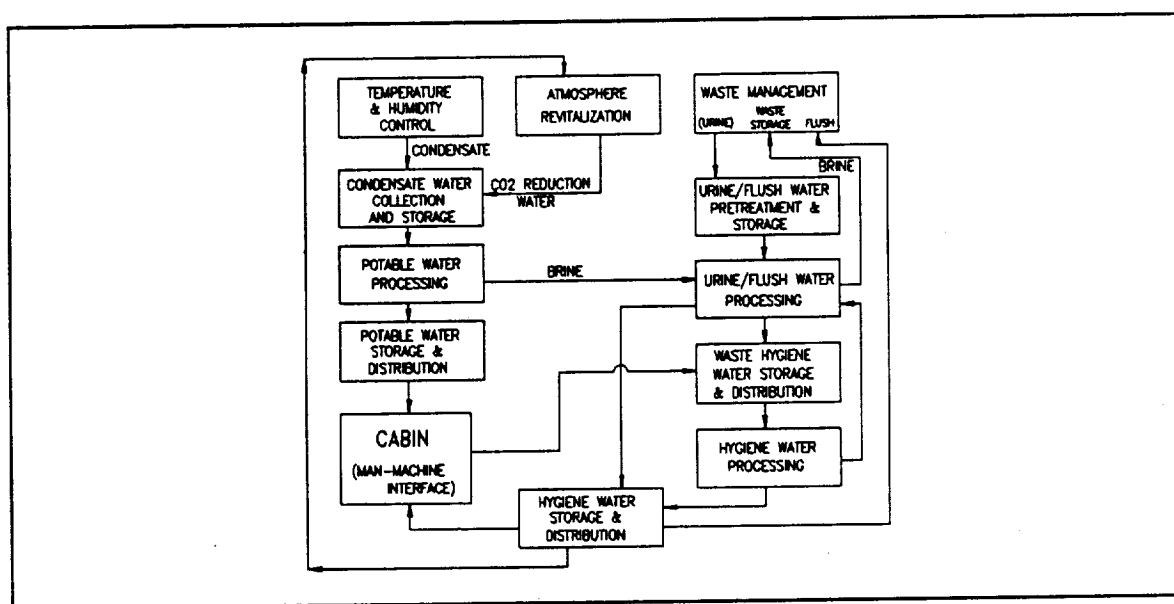 TEMPERATURE
& HUMIDITY
CONTROL
ATMOSPHERE
REVITALIZATION
WASTE MANAGEMENT
(URINE)
WASTE
STORAGE
FLUSH
CONDENSATE
BRINE
CONDENSATE WATER
COLLECTION
AND STORAGE
CO2 REDUCTION
WATER
URINE/FLUSH WATER
PRETREATMENT &
STORAGE
POTABLE WATER
PROCESSING
BRINE
URINE/FLUSH WATER
PROCESSING
POTABLE WATER
STORAGE &
DISTRIBUTION
WASTE HYGIENE
WATER STORAGE
& DISTRIBUTION
CABIN
(MAN-MACHINE
INTERFACE)
HYGIENE WATER
PROCESSING
HYGIENE WATER
STORAGE &
DISTRIBUTION